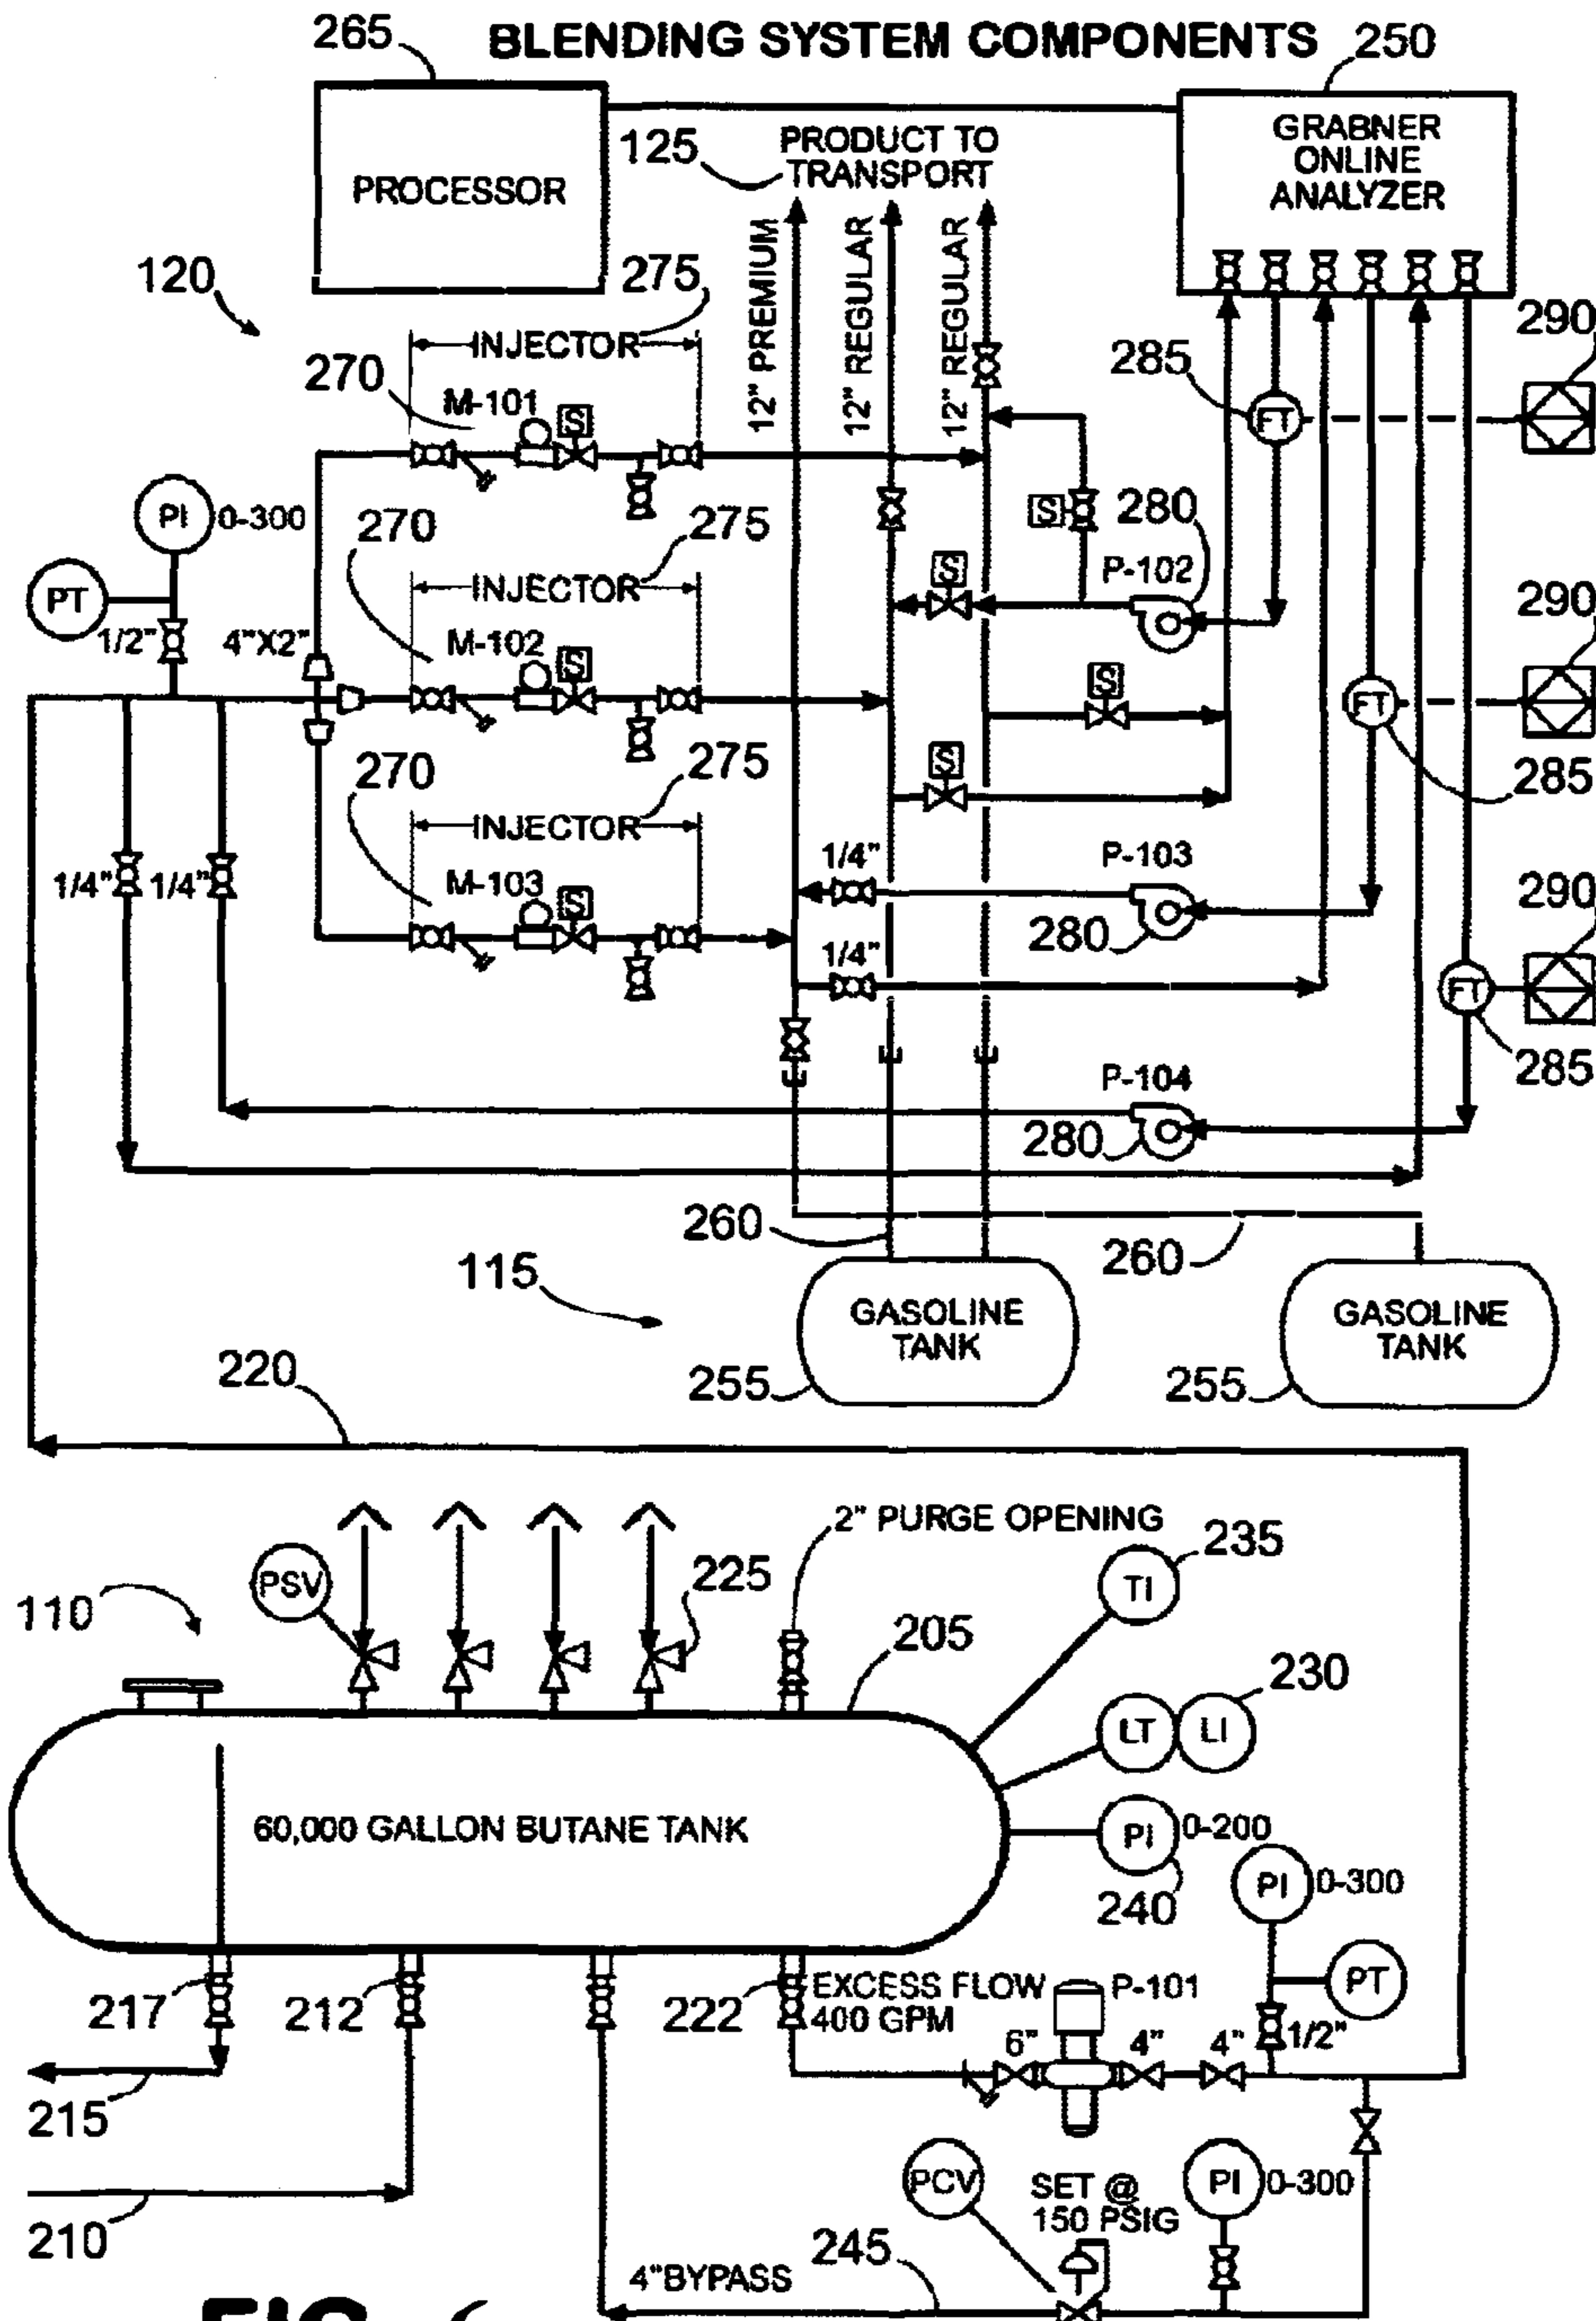 BLENDING SYSTEM COMPONENTS
265
250
PROCESSOR
125
PRODUCT TO
TRANSPORT
GRABNER
ONLINE
ANALYZER
120
12" PREMIUM
12" REGULAR
12" REGULAR
275
INJECTOR
270
M-101
S
285
FT
290
PI
0-300
PT
1/2"
4"X2"
270
275
INJECTOR
M-102
S
S
S
P-102
280
290
FT
285
S
S
270
275
INJECTOR
M-103
S
1/4"
1/4"
1/4"
P-103
280
1/4"
290
FT
285
P-104
280
260
260
115
GASOLINE
TANK
255
GASOLINE
TANK
255
220
2" PURGE OPENING
235
TI
PSV
225
110
205
230
LT
LI
60,000 GALLON BUTANE TANK
PI
0-200
240
PI
0-300
PT
1/2"
217
212
222
EXCESS FLOW
400 GPM
P-101
6"
4"
4"
215
210
PCV
SET @
150 PSIG
PI
0-300
245
4"BYPASS
FIG.